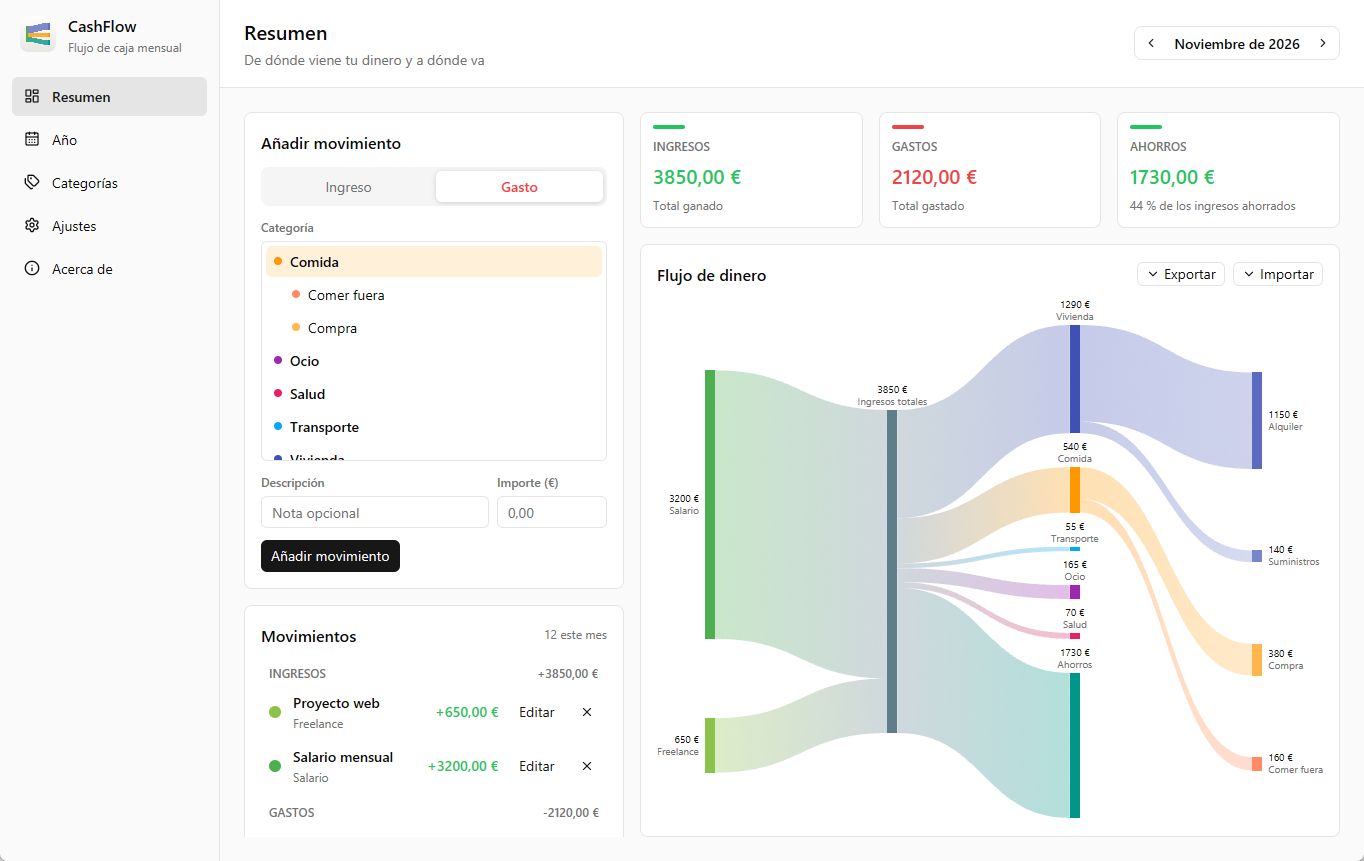 CashFlow
Flujo de caja mensual
Resumen
Año
Categorías
Ajustes
Acerca de
Resumen
De dónde viene tu dinero y a dónde va
Noviembre de 2026
Añadir movimiento
Ingreso
Gasto
Categoría
Comida
Comer fuera
Compra
Ocio
Salud
Transporte
Vivienda
Descripción
Importe (€)
Nota opcional
0,00
Añadir movimiento
Movimientos
12 este mes
INGRESOS
+3850,00 €
Proyecto web
Freelance
+650,00 €
Editar
Salario mensual
Salario
+3200,00 €
Editar
GASTOS
-2120,00 €
INGRESOS
3850,00 €
Total ganado
GASTOS
2120,00 €
Total gastado
AHORROS
1730,00 €
44 % de los ingresos ahorrados
Flujo de dinero
Exportar
Importar
3200 €
Salario
650 €
Freelance
3850 €
Ingresos totales
1290 €
Vivienda
540 €
Comida
55 €
Transporte
165 €
Ocio
70 €
Salud
1730 €
Ahorros
1150 €
Alquiler
140 €
Suministros
380 €
Compra
160 €
Comer fuera